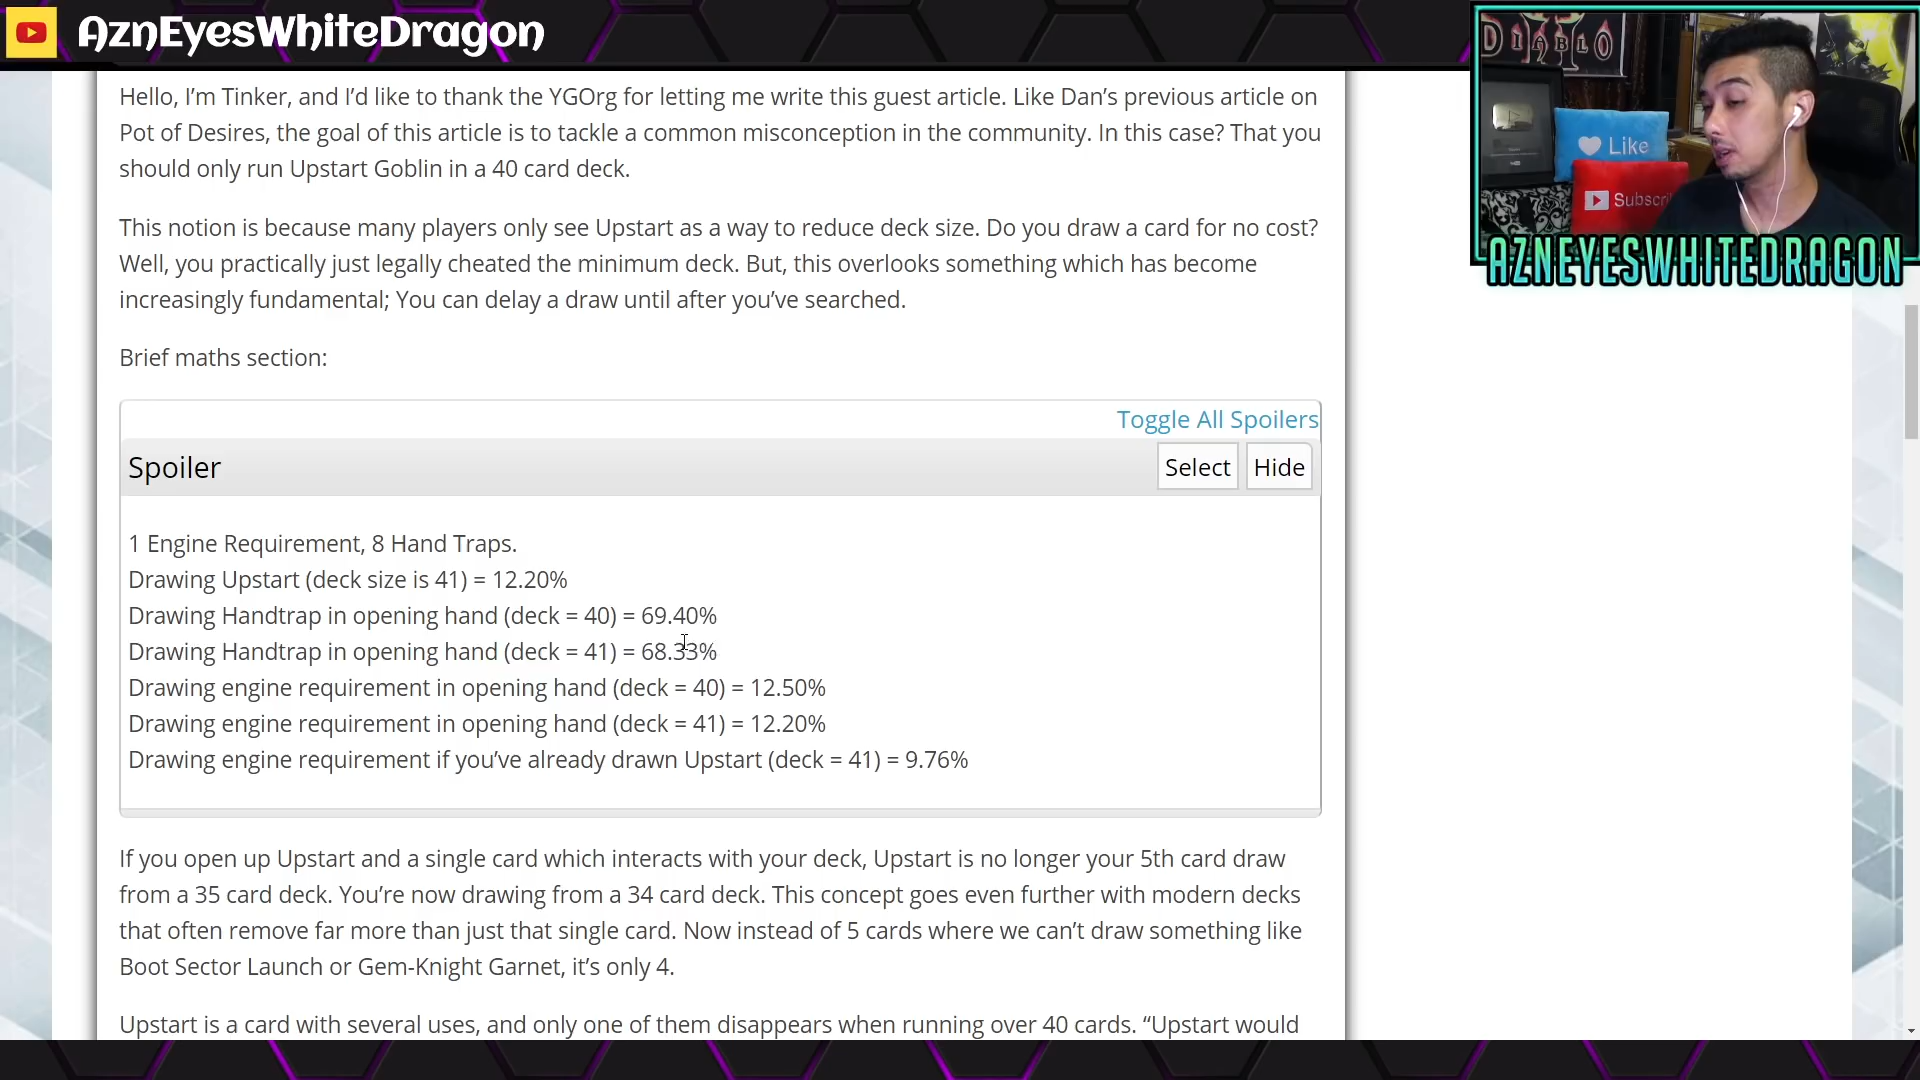 AznEyesWhiteDragon
DIABLO
Like
Subscri
AZNEYESWHITEDRAGON
Hello, I'm Tinker, and I'd like to thank the YGOrg for letting me write this guest article. Like Dan's previous article on
Pot of Desires, the goal of this article is to tackle a common misconception in the community. In this case? That you
should only run Upstart Goblin in a 40 card deck.
This notion is because many players only see Upstart as a way to reduce deck size. Do you draw a card for no cost?
Well, you practically just legally cheated the minimum deck. But, this overlooks something which has become
increasingly fundamental; You can delay a draw until after you've searched.
Brief maths section:
Toggle All Spoilers
Spoiler
Select
Hide
1 Engine Requirement, 8 Hand Traps.
Drawing Upstart (deck size is 41) = 12.20%
Drawing Handtrap in opening hand (deck = 40) = 69.40%
Drawing Handtrap in opening hand (deck = 41) = 68.33%
Drawing engine requirement in opening hand (deck = 40) = 12.50%
Drawing engine requirement in opening hand (deck = 41) = 12.20%
Drawing engine requirement if you've already drawn Upstart (deck = 41) = 9.76%
If you open up Upstart and a single card which interacts with your deck, Upstart is no longer your 5th card draw
from a 35 card deck. You're now drawing from a 34 card deck. This concept goes even further with modern decks
that often remove far more than just that single card. Now instead of 5 cards where we can't draw something like
Boot Sector Launch or Gem-Knight Garnet, it's only 4.
Upstart is a card with several uses, and only one of them disappears when running over 40 cards. “Upstart would